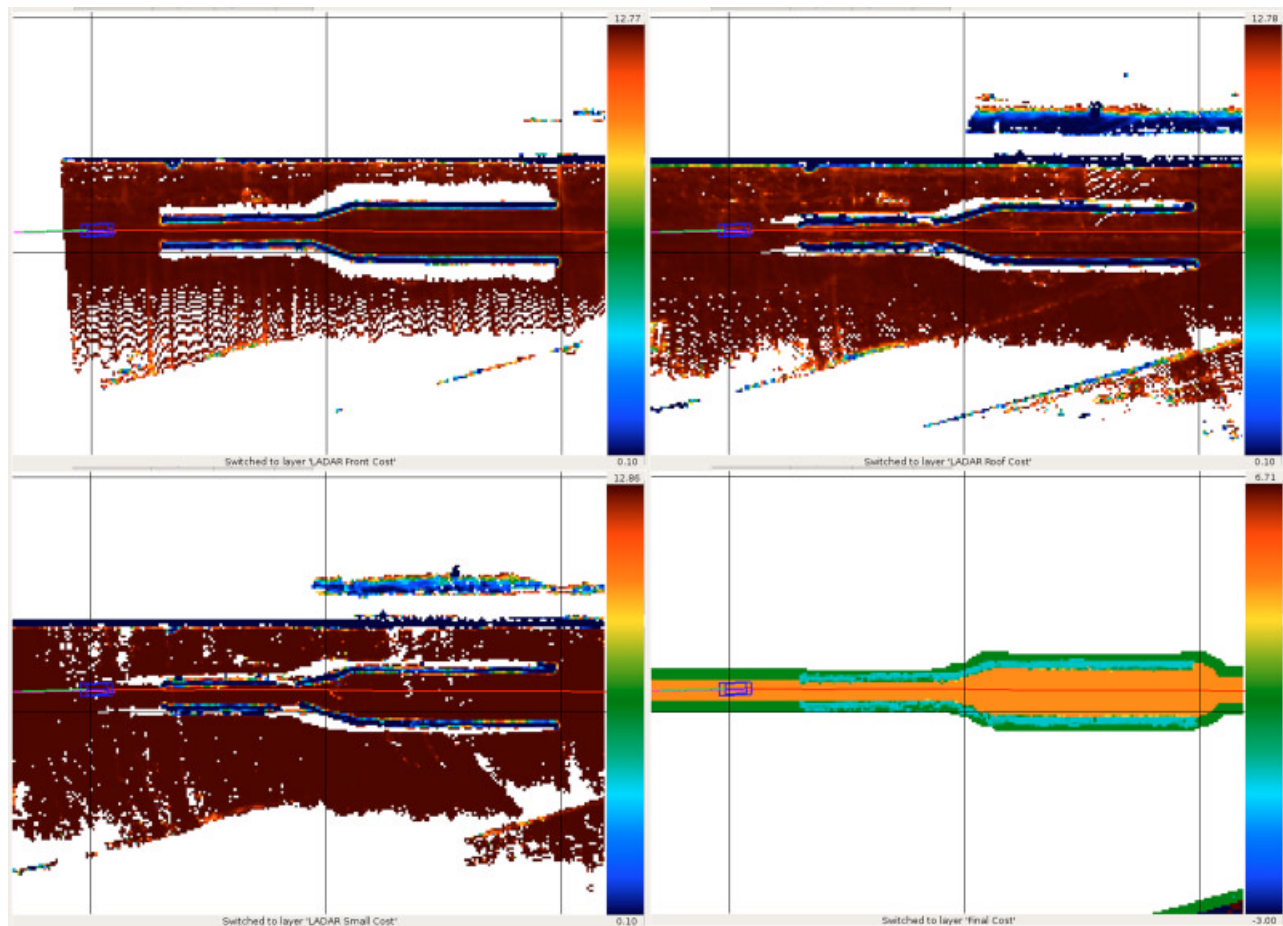 12.77
12.78
Switched to layer 'LADAR Front Cost'
0.10
Switched to layer 'LADAR Roof Cost'
0.10
12.86
6.71
Switched to layer 'LADAR Small Cost'
0.10
Switched to layer 'Final Cost'
-3.00